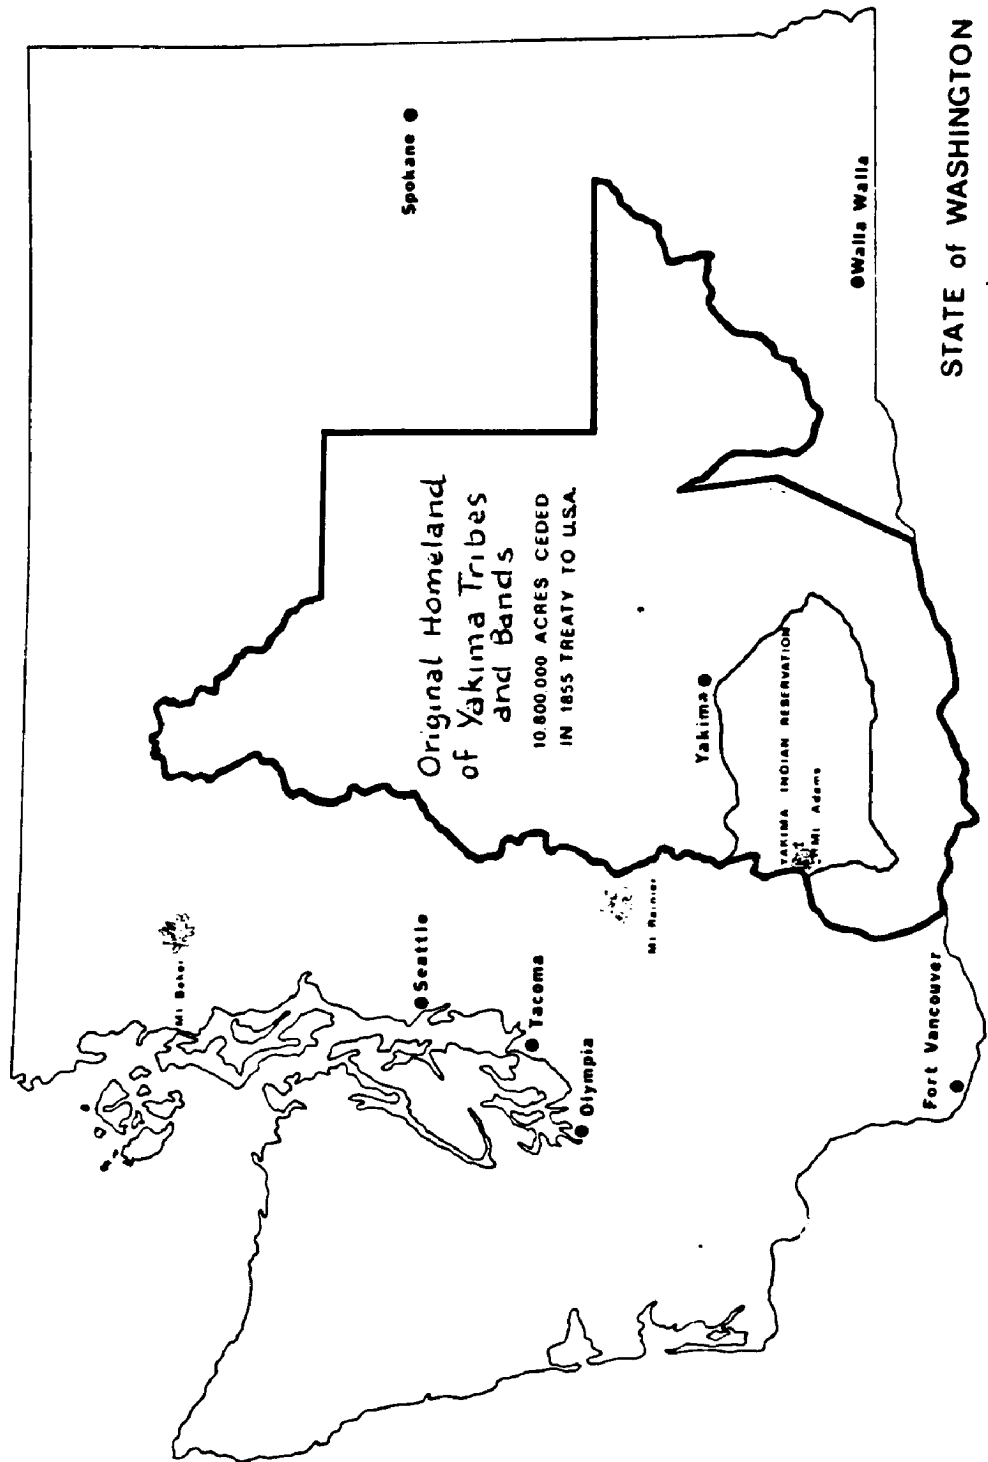 Mt Baker
Spokane
Seattle
Original Homeland
of Yakima Tribes
and Bands
10.800.000 ACRES CEDED
IN 1855 TREATY TO U.S.A.
Tacoma
Olympia
Mt Rainier
Yakima
YAKIMA INDIAN RESERVATION
Mt Adams
Walla Walla
Fort Vancouver
STATE of WASHINGTON